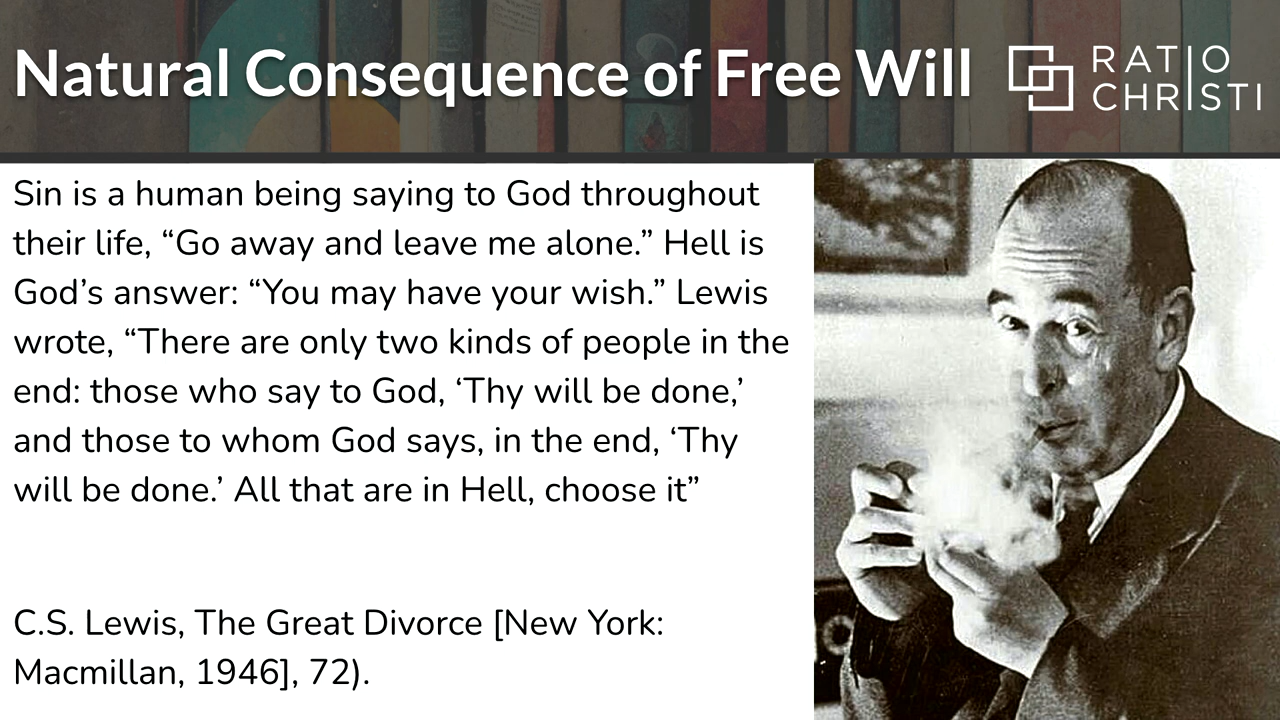 Natural Consequence of Free Will
RATIO
CHRISTI
Sin is a human being saying to God throughout
their life, “Go away and leave me alone.” Hell is
God’s answer: “You may have your wish.” Lewis
wrote, “There are only two kinds of people in the
end: those who say to God, ‘Thy will be done,’
and those to whom God says, in the end, ‘Thy
will be done.’ All that are in Hell, choose it”
C.S. Lewis, The Great Divorce [New York:
Macmillan, 1946], 72).